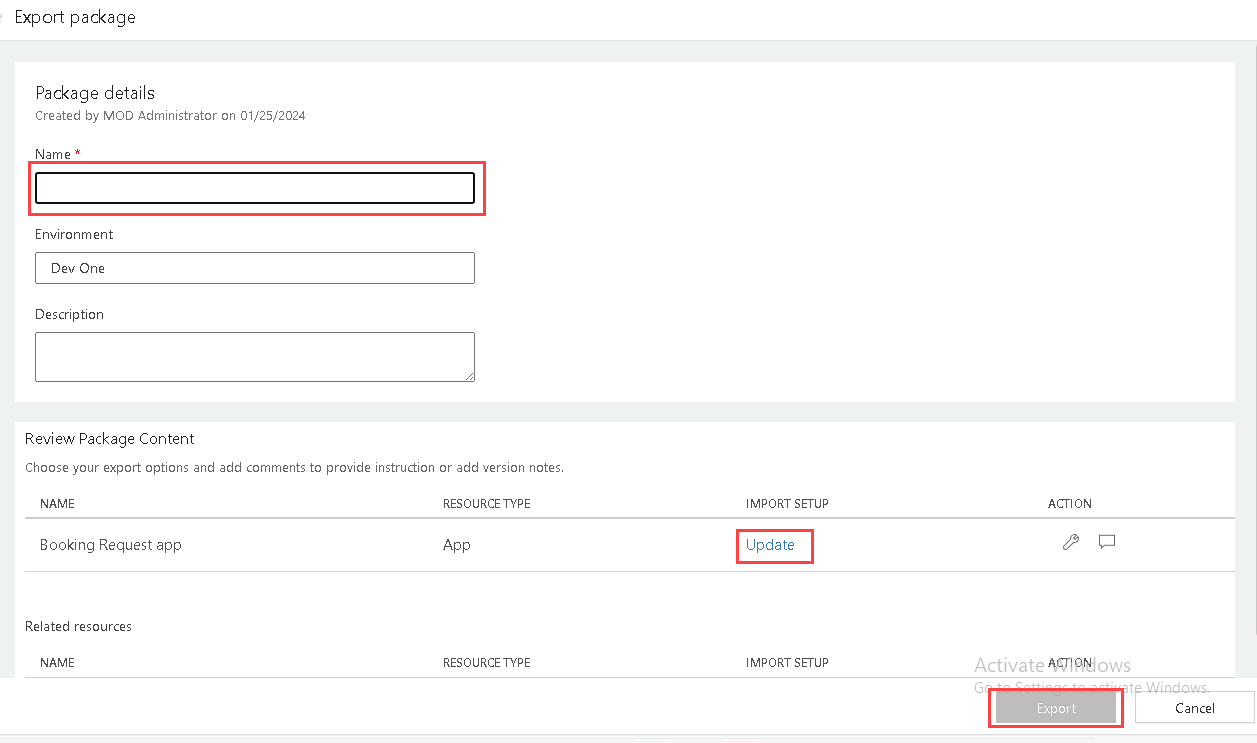 Export package
Package details
Created by MOD Administrator on 01/25/2024
Name *
Environment
Dev One
Description
Review Package Content
Choose your export options and add comments to provide instruction or add version notes.
NAME RESOURCE TYPE IMPORT SETUP ACTION
Booking Request app App Update
Related resources
NAME RESOURCE TYPE IMPORT SETUP ACTION
Activate Windows
Go to Settings to activate Windows.
Export Cancel